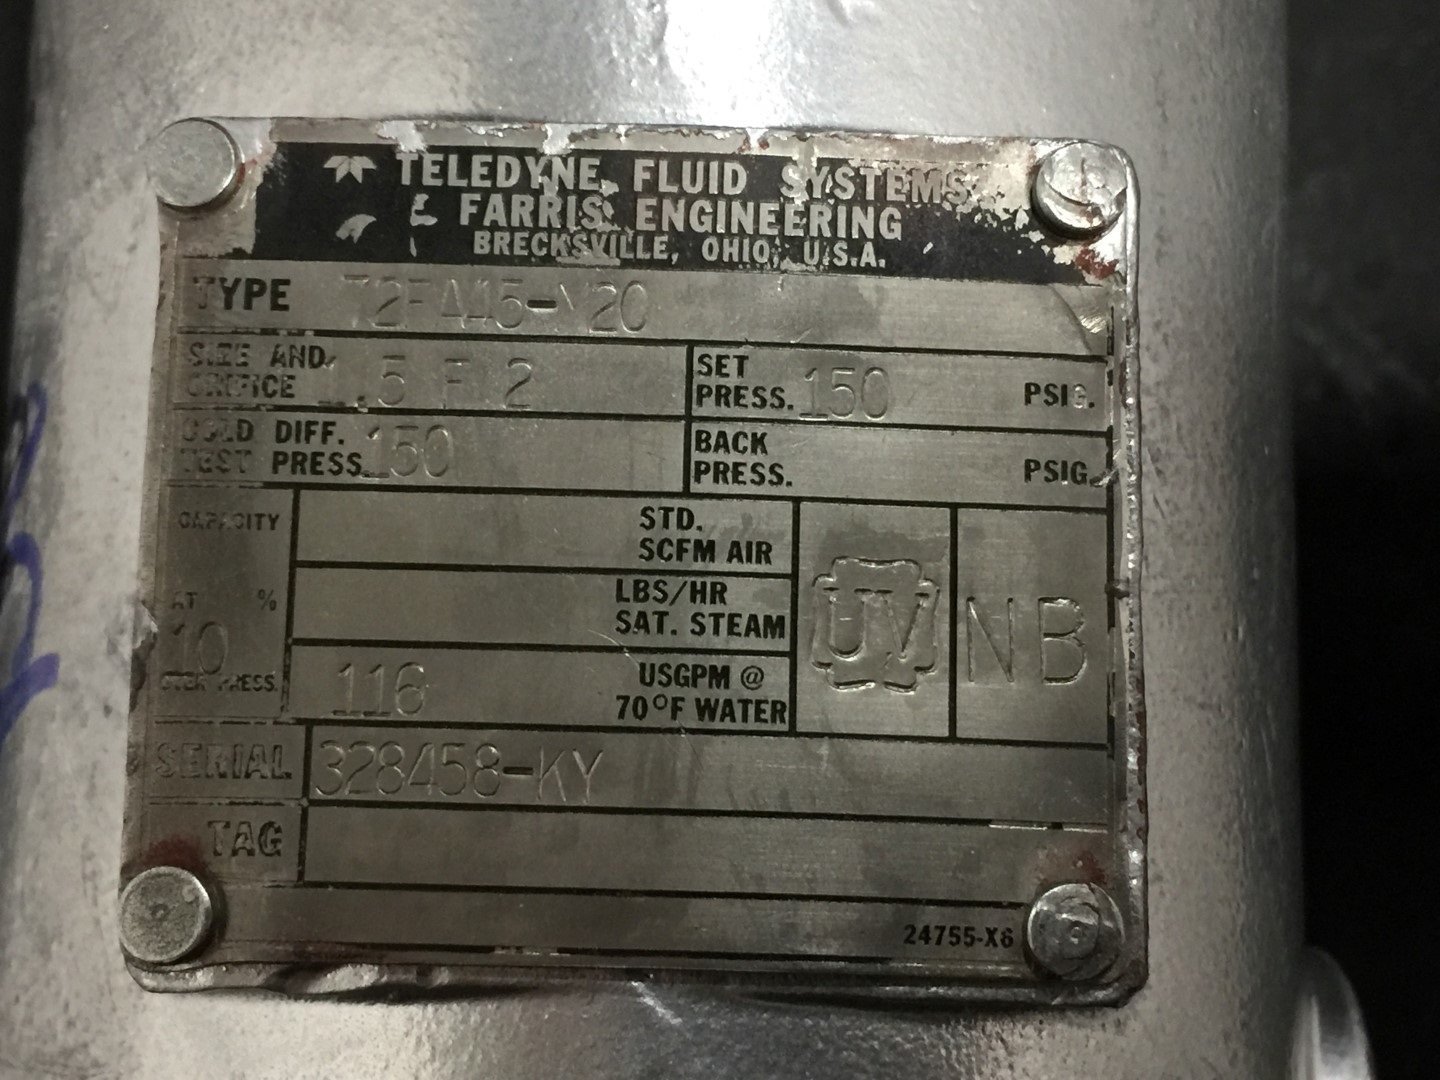 TELEDYNE FLUID SYSTEMS
FARRIS ENGINEERING
BRECKSVILLE, OHIO, U.S.A.
TYPE
SIZE AND ORIFICE 1.5 F 2
SET PRESS. 150 PSIG.
COLD DIFF. TEST PRESS. 150
BACK PRESS. PSIG.
CAPACITY
AT %
10
OVER PRESS.
STD.
SCFM AIR
LBS/HR
SAT. STEAM
116 USGPM @
70°F WATER
UV NB
SERIAL 328458-KY
TAG
24755-X6